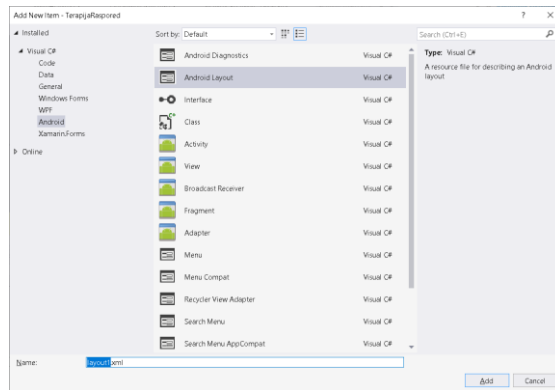 Add New Item - TerapijaRaspored
? ×
Installed
Sort by: Default
Search (Ctrl+E)
Visual C#
Code
Data
General
Windows Forms
WPF
Android
Xamarin.Forms
Online
Android Diagnostics Visual C#
Android Layout Visual C#
Interface Visual C#
Class Visual C#
Activity Visual C#
View Visual C#
Broadcast Receiver Visual C#
Fragment Visual C#
Adapter Visual C#
Menu Visual C#
Menu Compat Visual C#
Recycler View Adapter Visual C#
Search Menu Visual C#
Search Menu AppCompat Visual C#
Type: Visual C#
A resource file for describing an Android
layout
Name: layout1.xml
Add Cancel